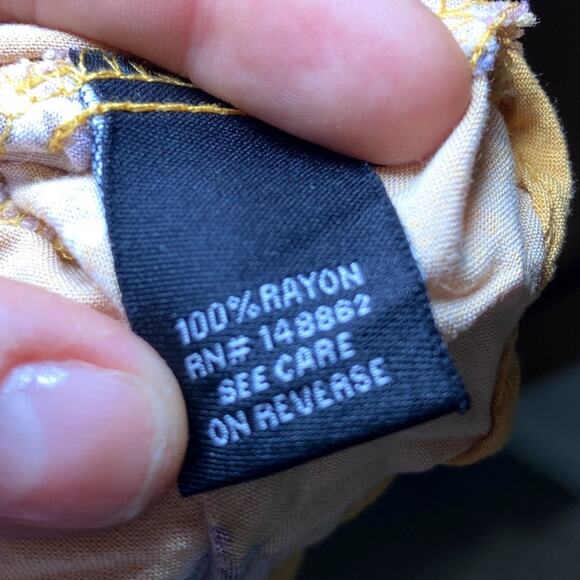 100% RAYON
RN# 148862
SEE CARE
ON REVERSE